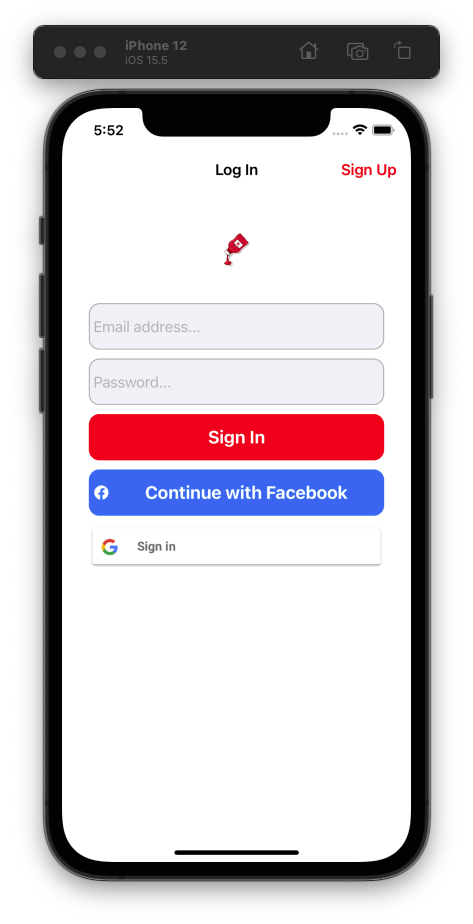 iPhone 12
iOS 15.5
5:52
Log In
Sign Up
Email address...
Password...
Sign In
Continue with Facebook
Sign in